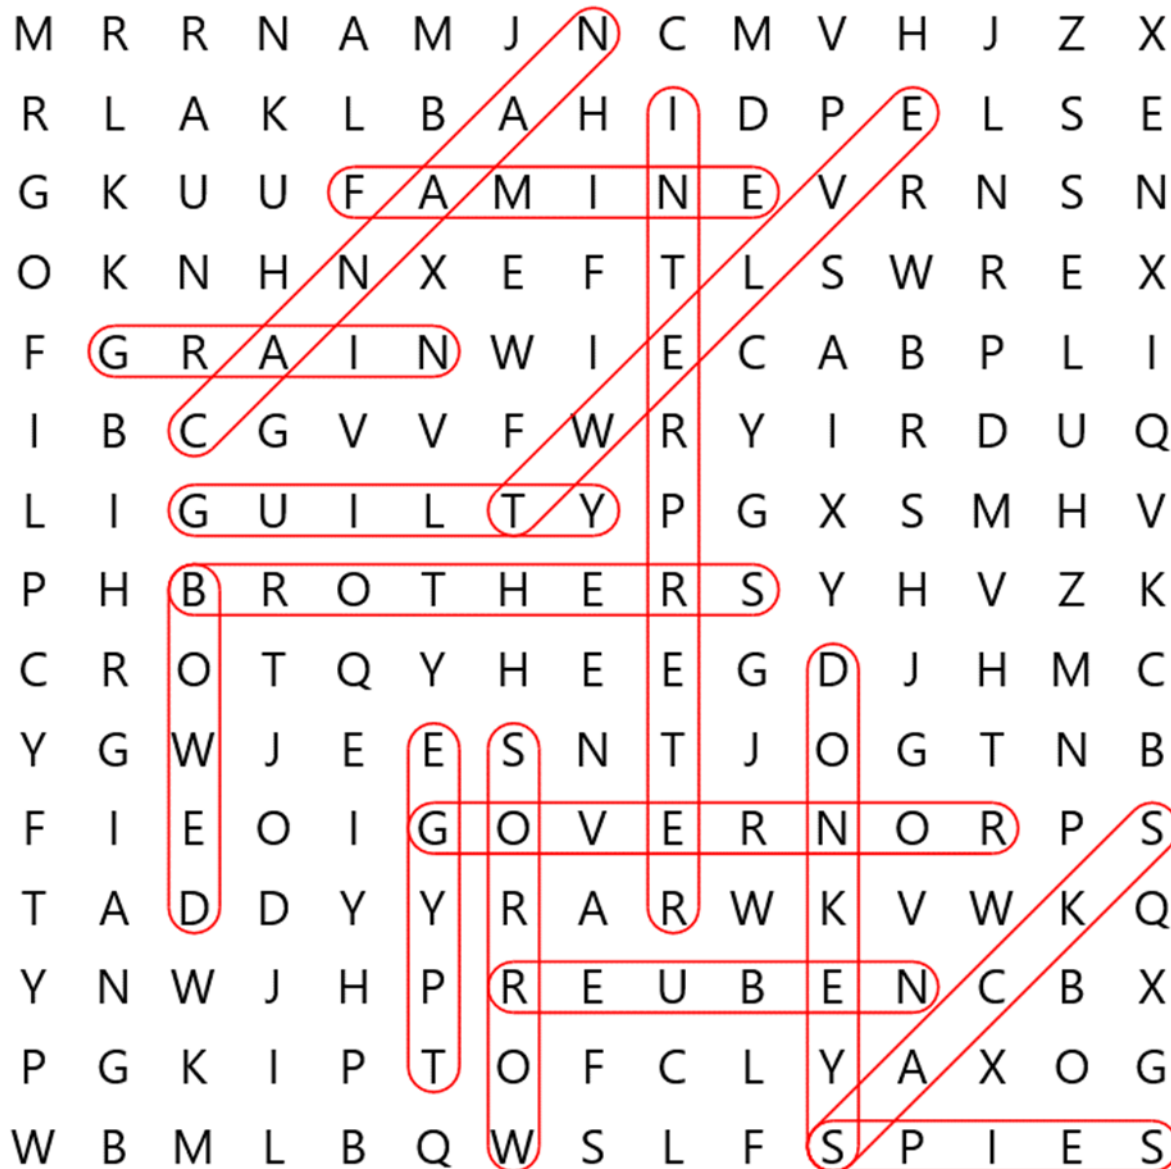 M R R N A M J N C M V H J Z X
R L A K L B A H I D P E L S E
G K U U F A M I N E V R N S N
O K N H N X E F T L S W R E X
F G R A I N W I E C A B P L I
I B C G V V F W R Y I R D U Q
L I G U I L T Y P G X S M H V
P H B R O T H E R S Y H V Z K
C R O T Q Y H E E G D J H M C
Y G W J E E S N T J O G T N B
F I E O I G O V E R N O R P S
T A D D Y Y R A R W K V W K Q
Y N W J H P R E U B E N C B X
P G K I P T O F C L Y A X O G
W B M L B Q W S L F S P I E S